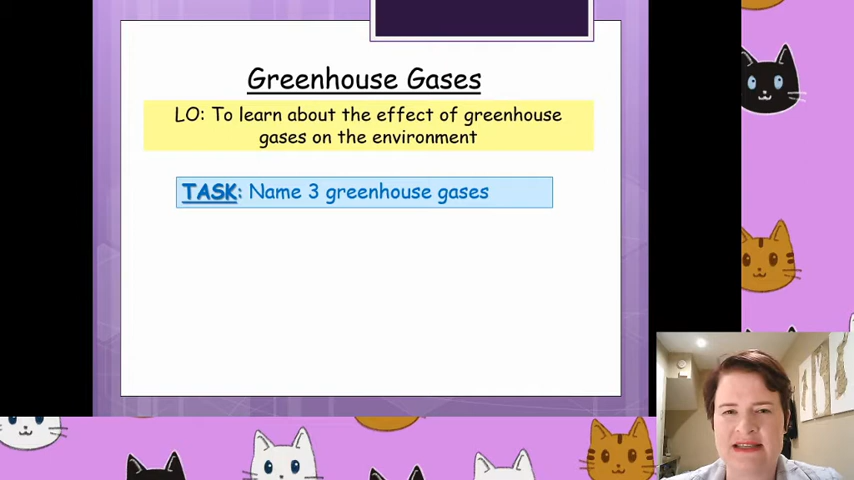 Greenhouse Gases
LO: To learn about the effect of greenhouse
gases on the environment
TASK: Name 3 greenhouse gases